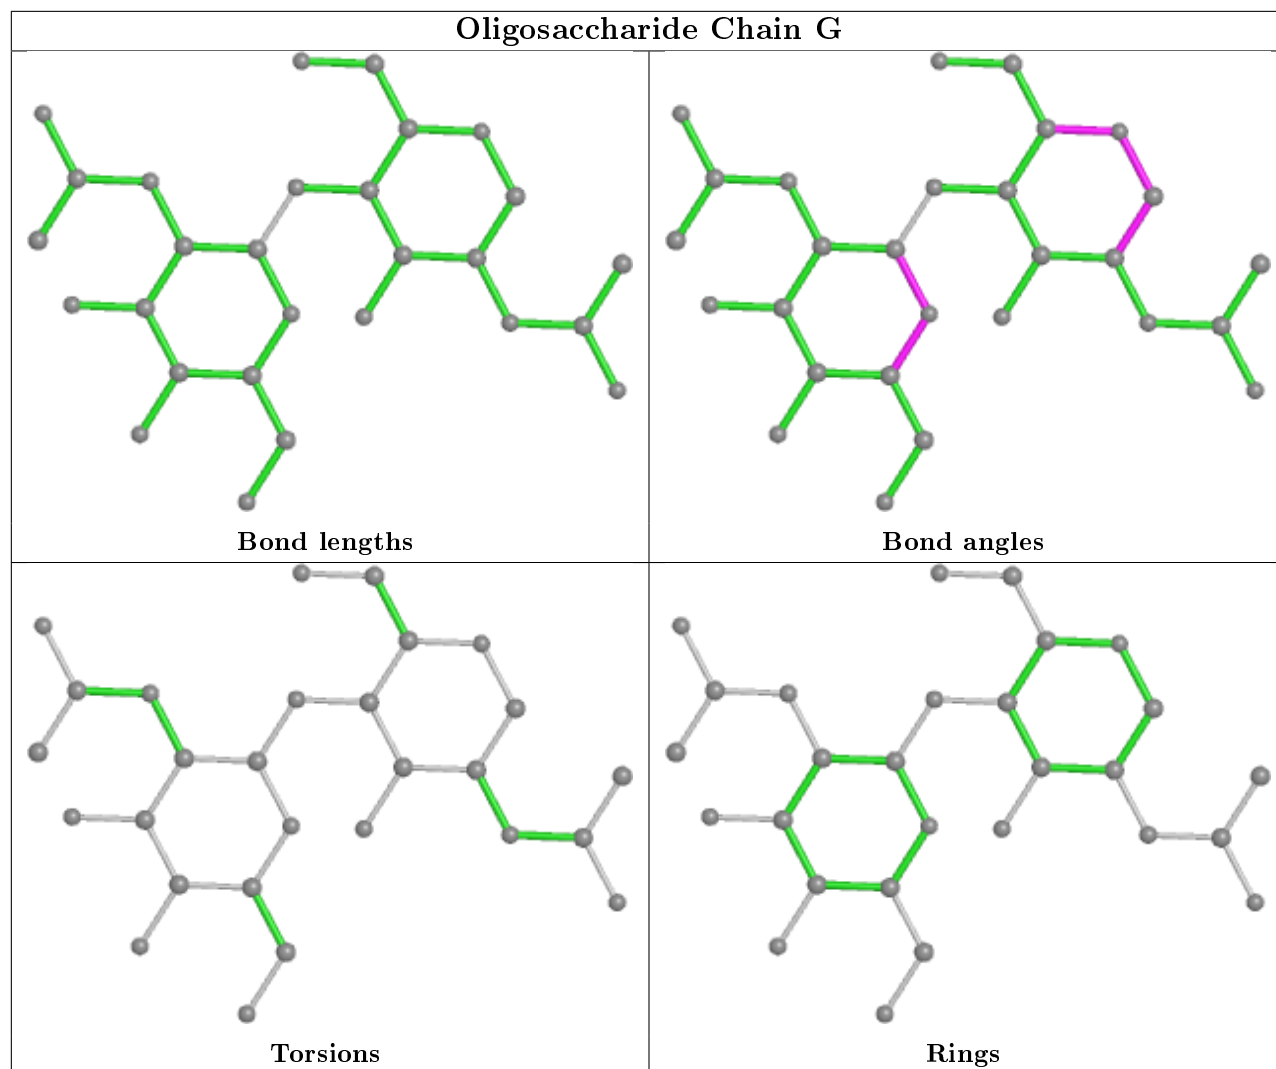 Oligosaccharide Chain G
Bond lengths
Bond angles
Torsions
Rings